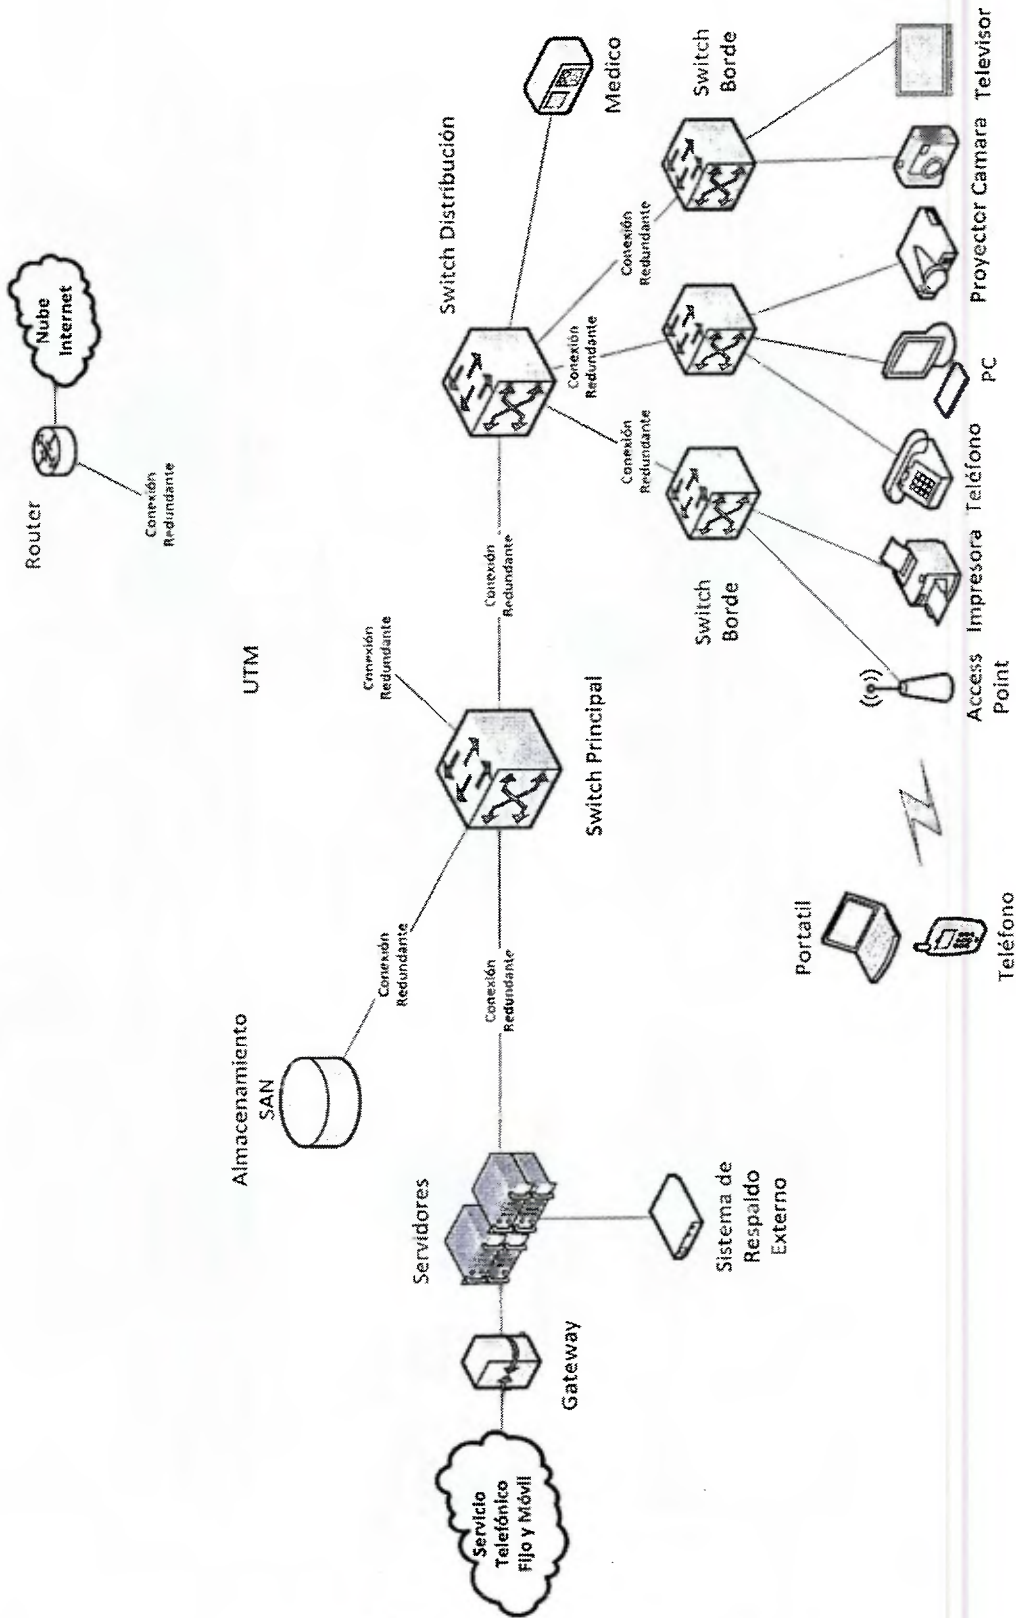 Nube
Internet
Router
Conexión
Redundante
UTM
Conexión
Redundante
Almacenamiento
SAN
Conexión
Redundante
Servicio
Telefónico
Fijo y Móvil
Gateway
Servidores
Conexión
Redundante
Switch Principal
Conexión
Redundante
Switch Distribución
Medico
Sistema de
Respaldo
Externo
Conexión
Redundante
Conexión
Redundante
Conexión
Redundante
Switch
Borde
Switch
Borde
Portatil
Teléfono
Access
Point
Impresora
Teléfono
PC
Proyector
Camara
Televisor